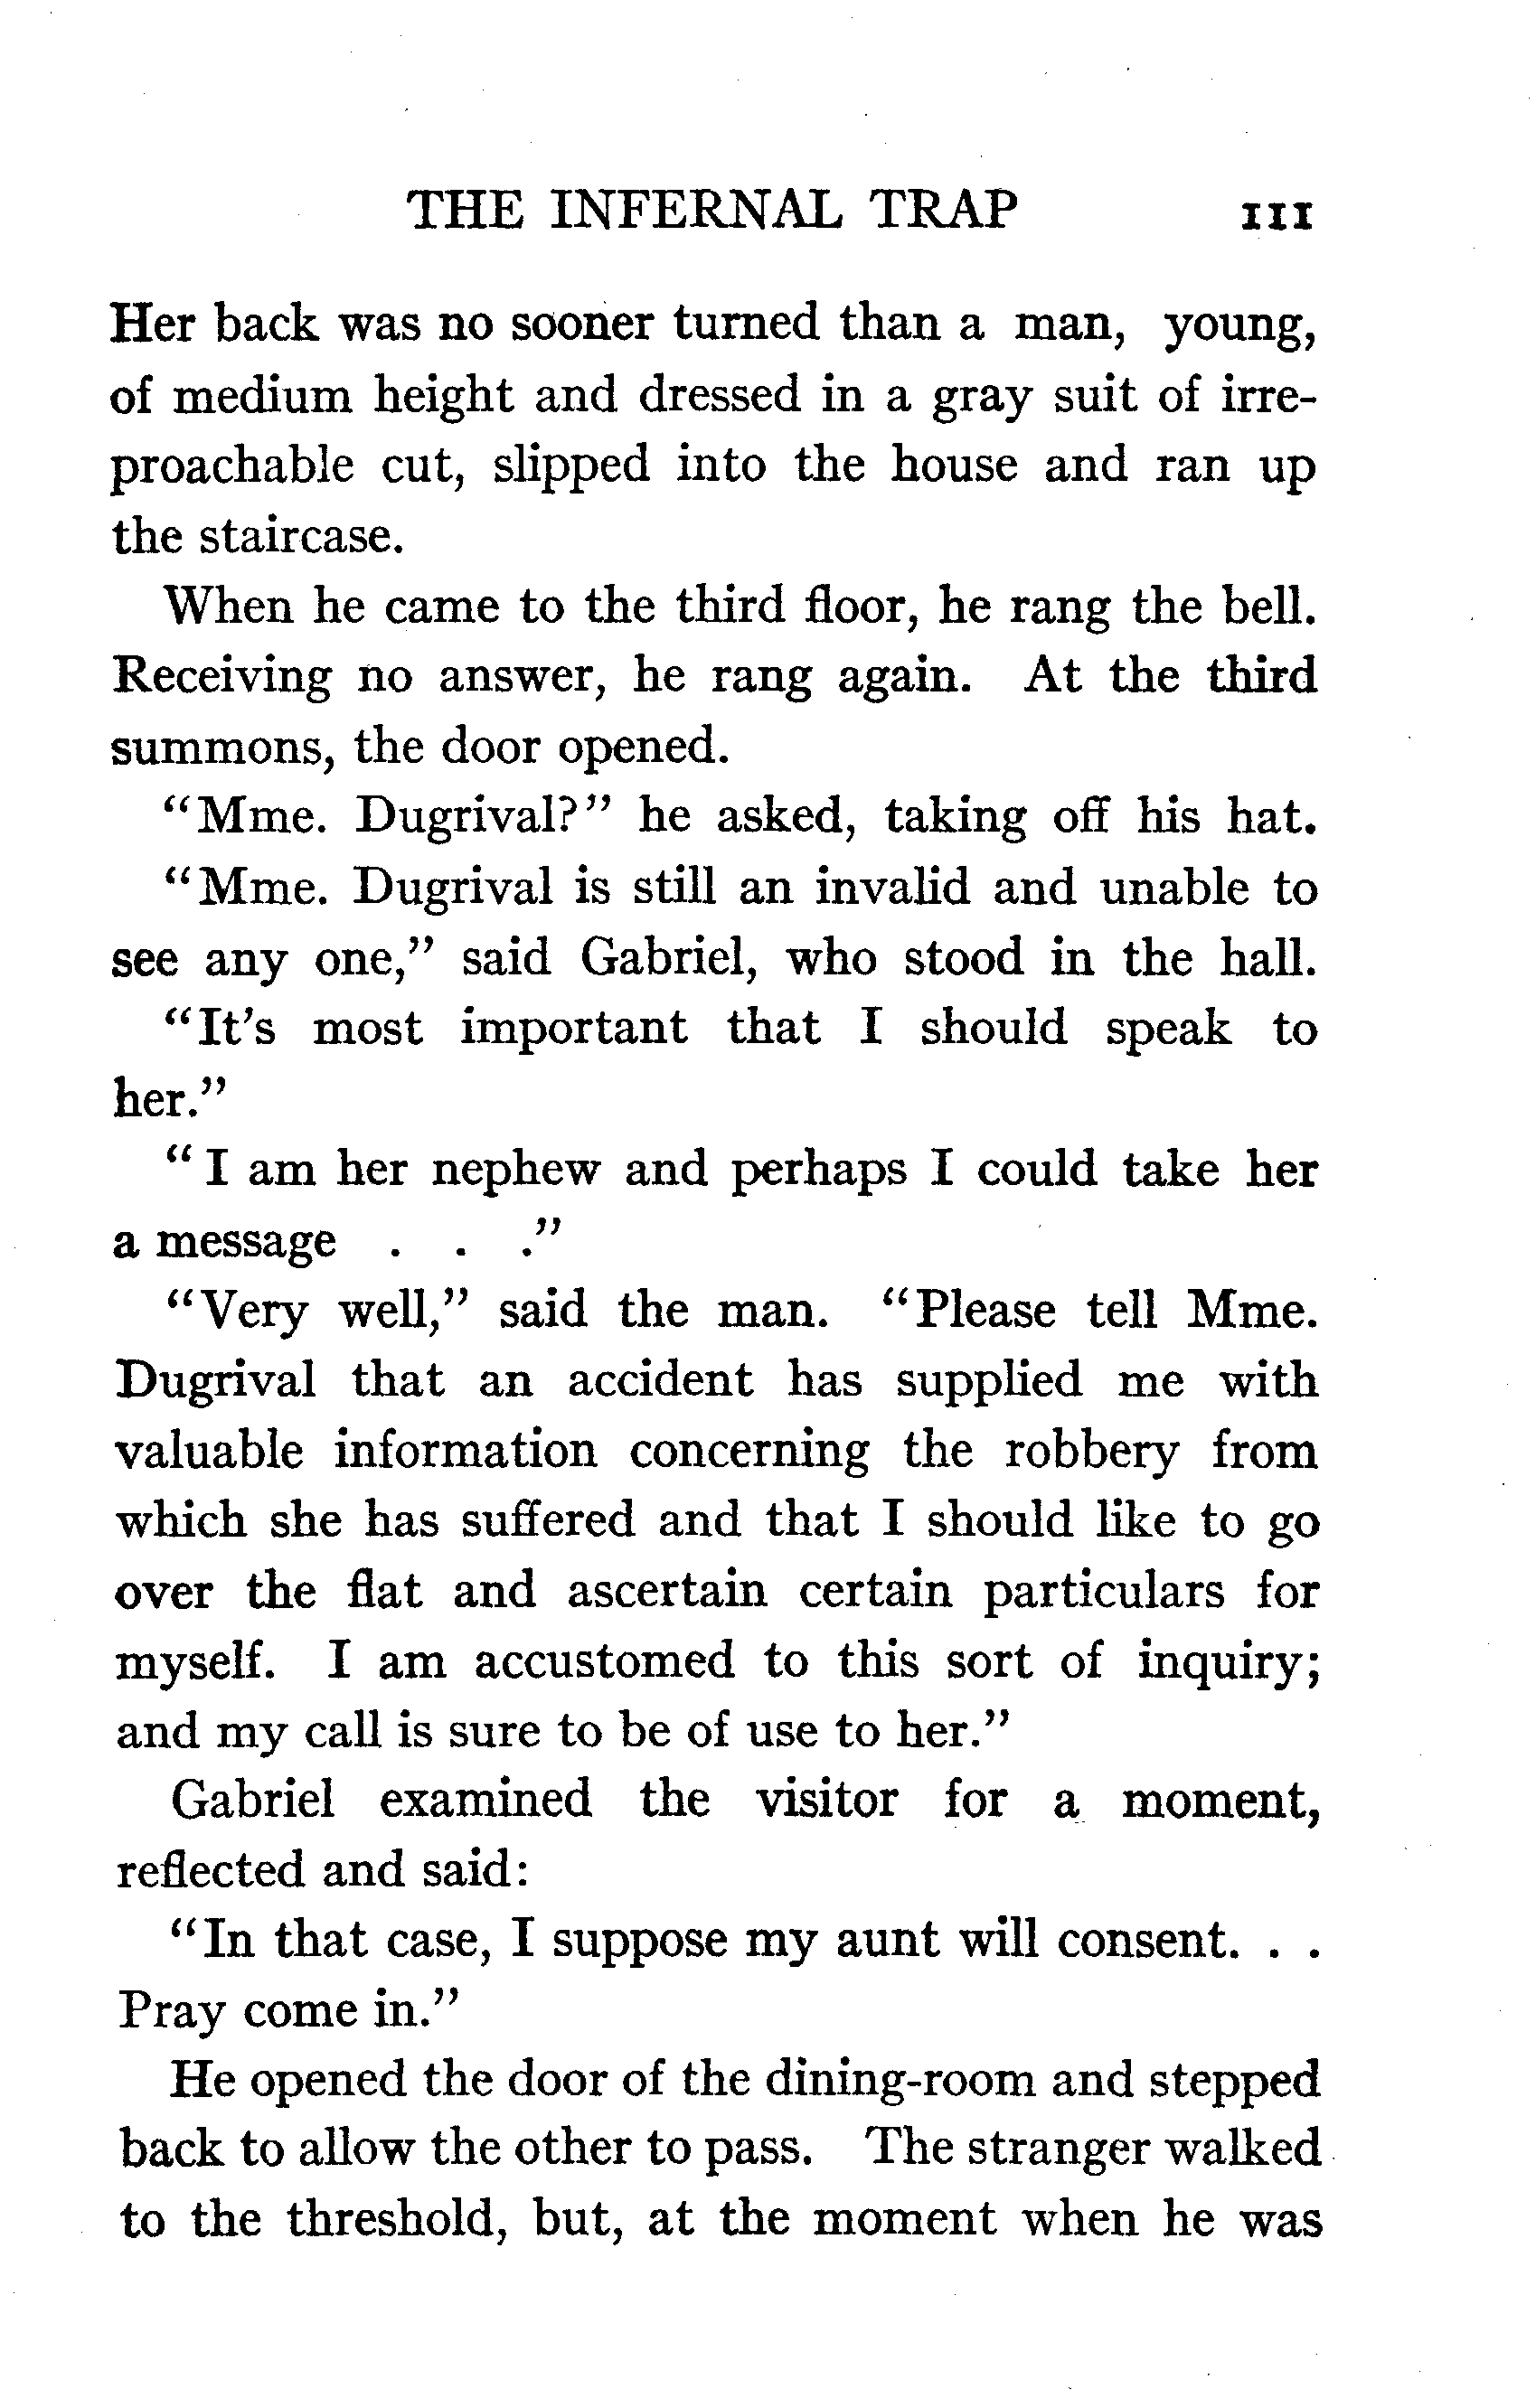 THE INFERNAL TRAP 111
Her back was no sooner turned than a man, young,
of medium height and dressed in a gray suit of irre-
proachable cut, slipped into the house and ran up
the staircase.
When he came to the third floor, he rang the bell.
Receiving no answer, he rang again. At the third
summons, the door opened.
“Mme. Dugrival?” he asked, taking off his hat.
“Mme. Dugrival is still an invalid and unable to
see any one,” said Gabriel, who stood in the hall.
“It’s most important that I should speak to
her.”
“I am her nephew and perhaps I could take her
a message . . .”
“Very well,” said the man. “Please tell Mme.
Dugrival that an accident has supplied me with
valuable information concerning the robbery from
which she has suffered and that I should like to go
over the flat and ascertain certain particulars for
myself. I am accustomed to this sort of inquiry;
and my call is sure to be of use to her.”
Gabriel examined the visitor for a moment,
reflected and said:
“In that case, I suppose my aunt will consent. . .
Pray come in.”
He opened the door of the dining-room and stepped
back to allow the other to pass. The stranger walked
to the threshold, but, at the moment when he was